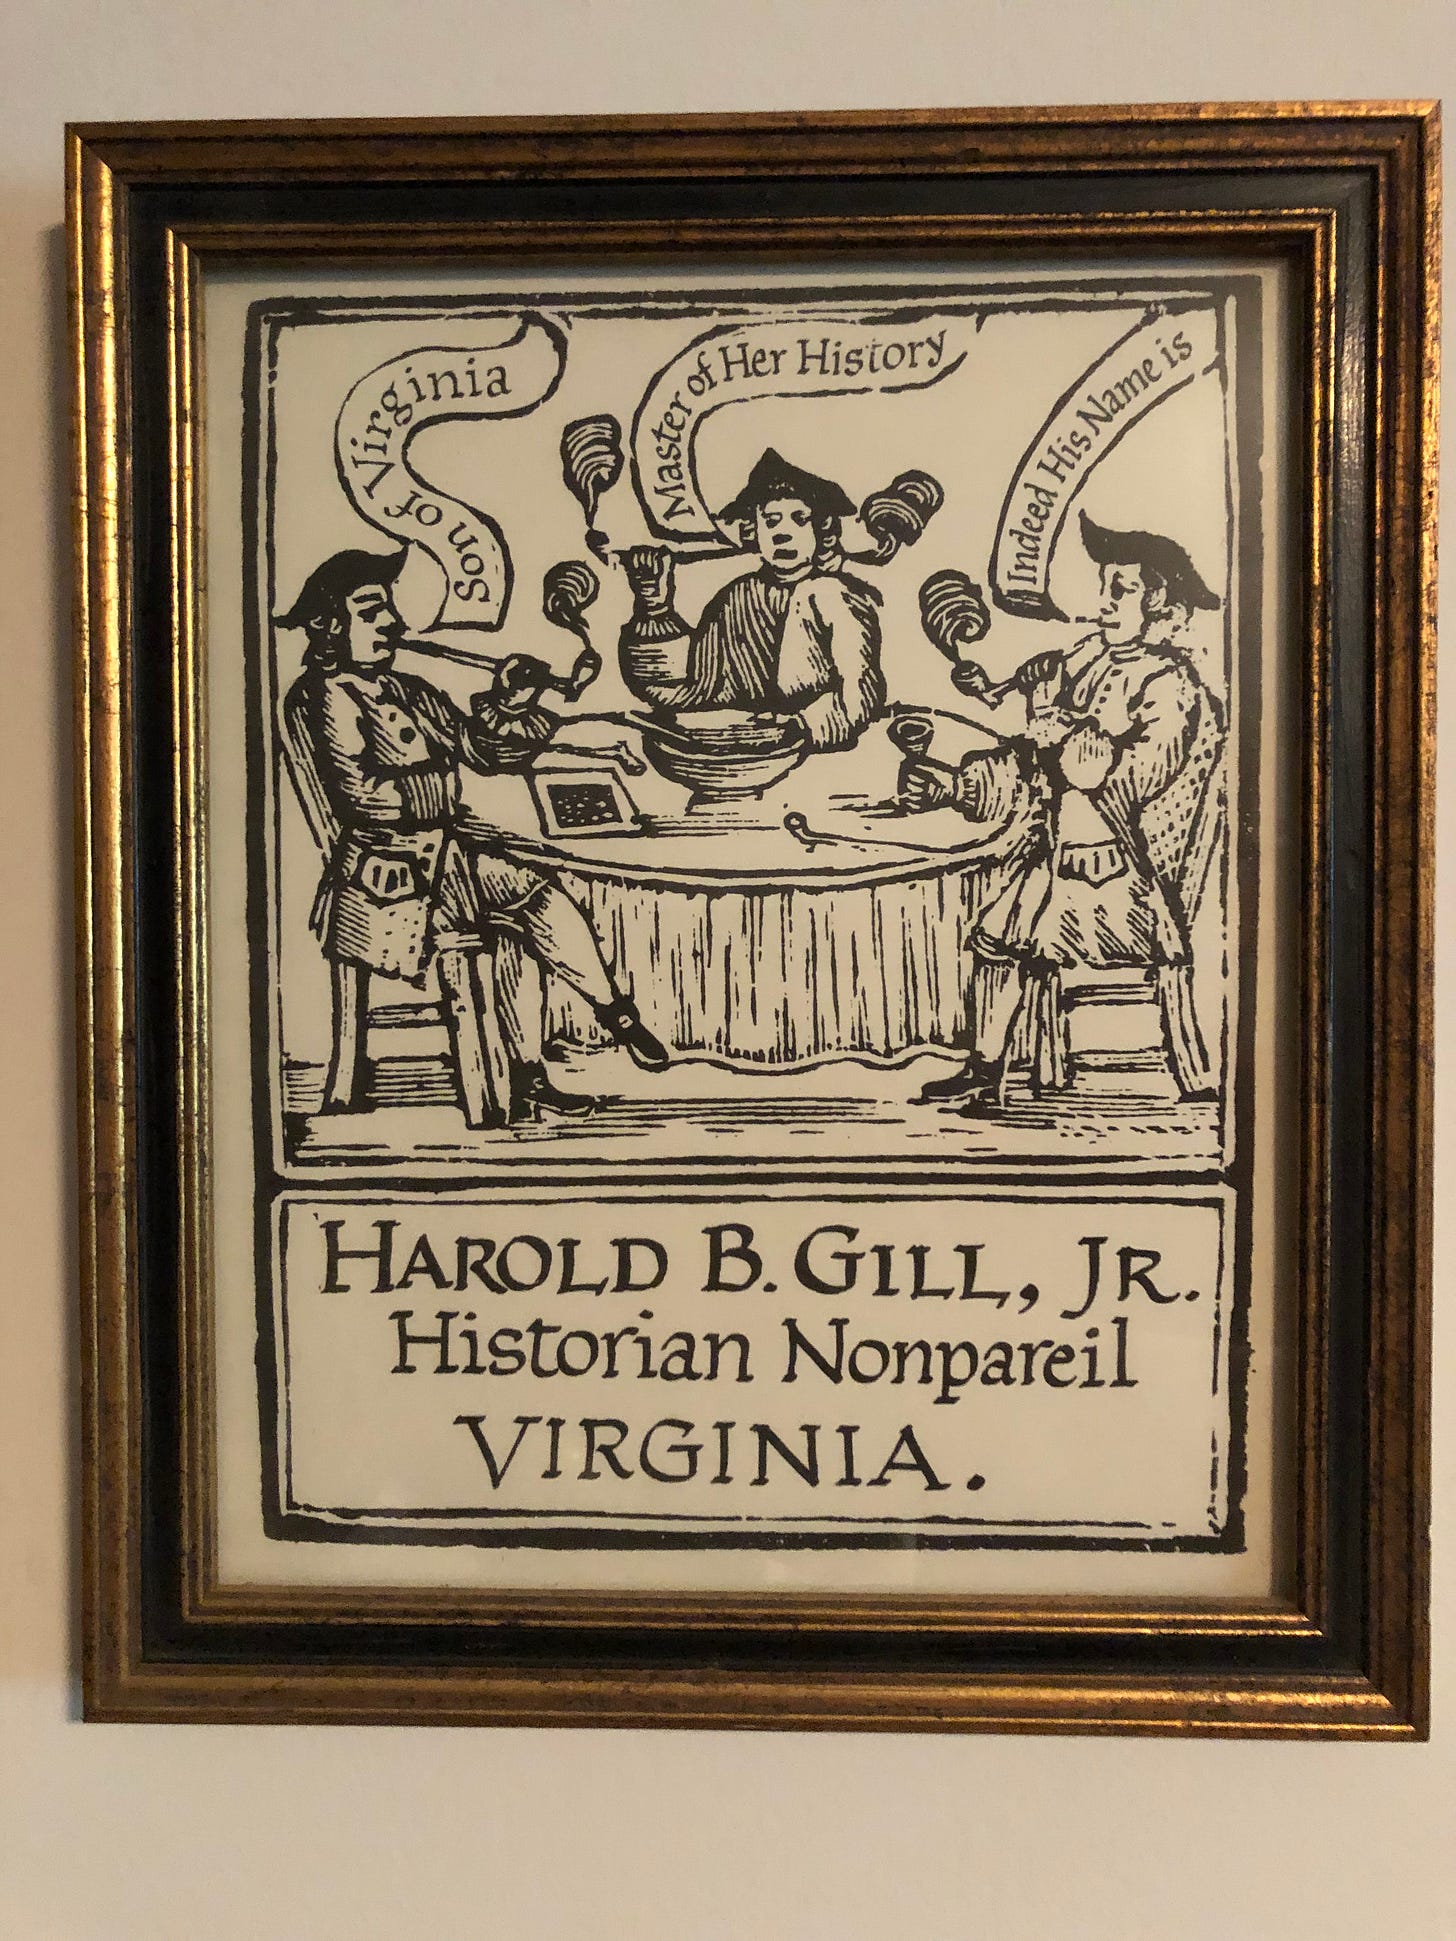 Son of Virginia
Master of Her History
Indeed His Name is
HAROLD B. GILL, JR.
Historian Nonpareil
VIRGINIA.